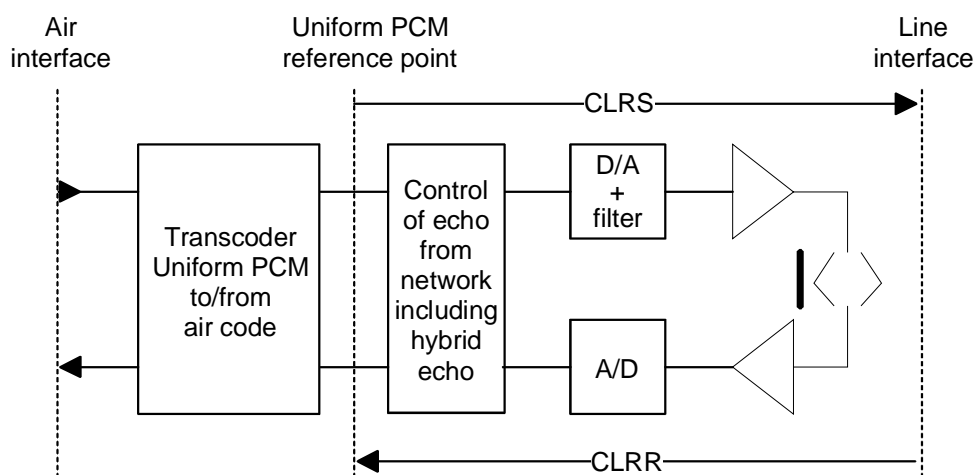 Air
interface
Uniform PCM
reference point
Line
interface
CLRS
Transcoder
Uniform PCM
to/from
air code
Control
of echo
from
network
including
hybrid
echo
D/A
+
filter
A/D
CLRR